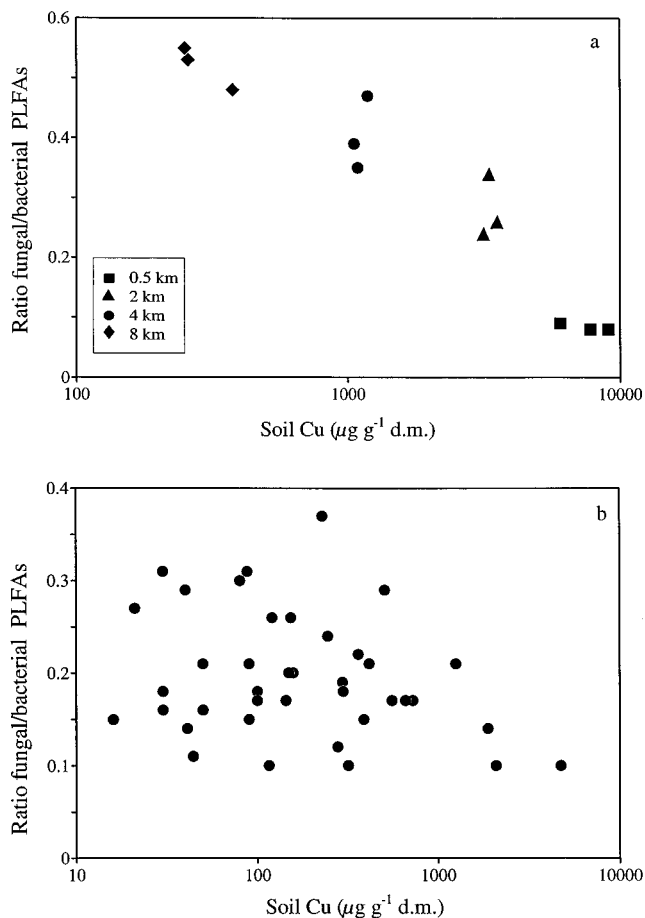 0.6
a
0.4
0.2
0
Ratio fungal/bacterial PLFAs
0.5 km
2 km
4 km
8 km
100
1000
10000
Soil Cu (µg g-1 d.m.)
0.4
b
0.3
0.2
0.1
0
Ratio fungal/bacterial PLFAs
10
100
1000
10000
Soil Cu (µg g-1 d.m.)